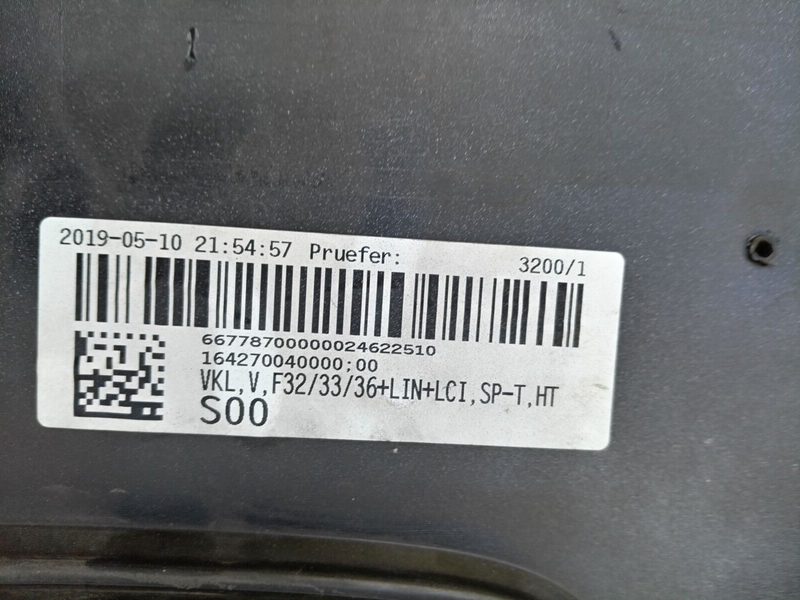 2019-05-10 21:54:57 Pruefer: 3200/1
66778700000024622510
164270040000;00
VKL,V,F32/33/36+LIN+LCI,SP-T,HT
S00